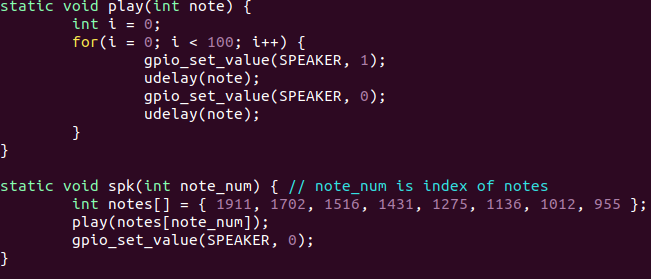 static void play(int note) {
        int i = 0;
        for(i = 0; i < 100; i++) {
                gpio_set_value(SPEAKER, 1);
                udelay(note);
                gpio_set_value(SPEAKER, 0);
                udelay(note);
        }
}

static void spk(int note_num) { // note_num is index of notes
        int notes[] = { 1911, 1702, 1516, 1431, 1275, 1136, 1012, 955 };
        play(notes[note_num]);
        gpio_set_value(SPEAKER, 0);
}